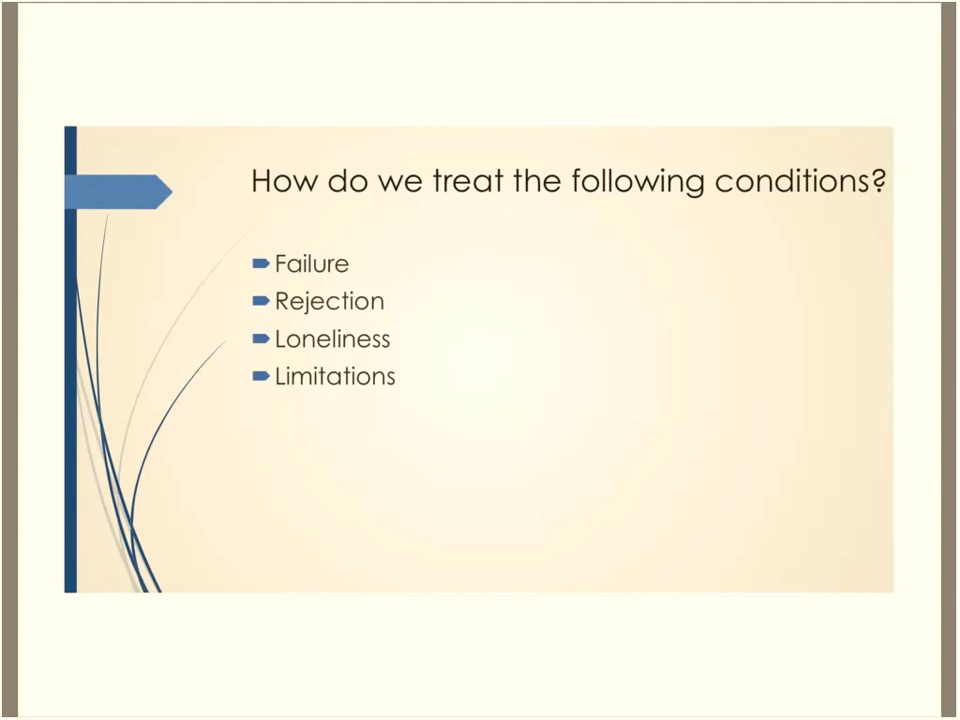 How do we treat the following conditions?
Failure
Rejection
Loneliness
Limitations